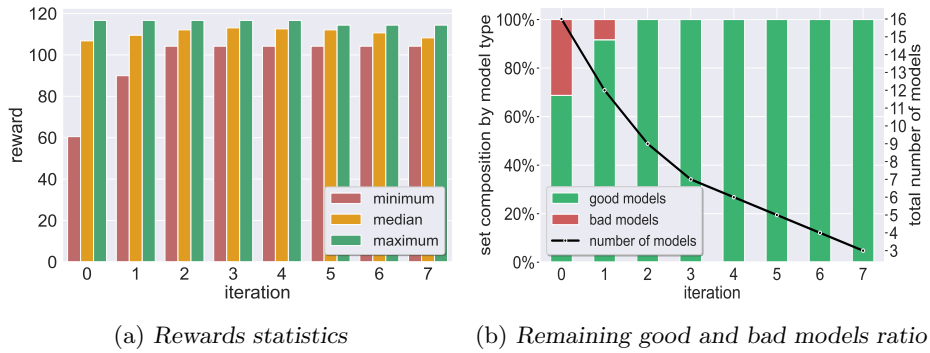 120
100
80
60
40
20
0
reward
minimum
median
maximum
0 1 2 3 4 5 6 7
iteration
(a) Rewards statistics
100%
80%
60%
40%
20%
0%
set composition by model type
good models
bad models
number of models
0 1 2 3 4 5 6 7
iteration
16
15
14
13
12
11
10
9
8
7
6
5
4
3
total number of models
(b) Remaining good and bad models ratio